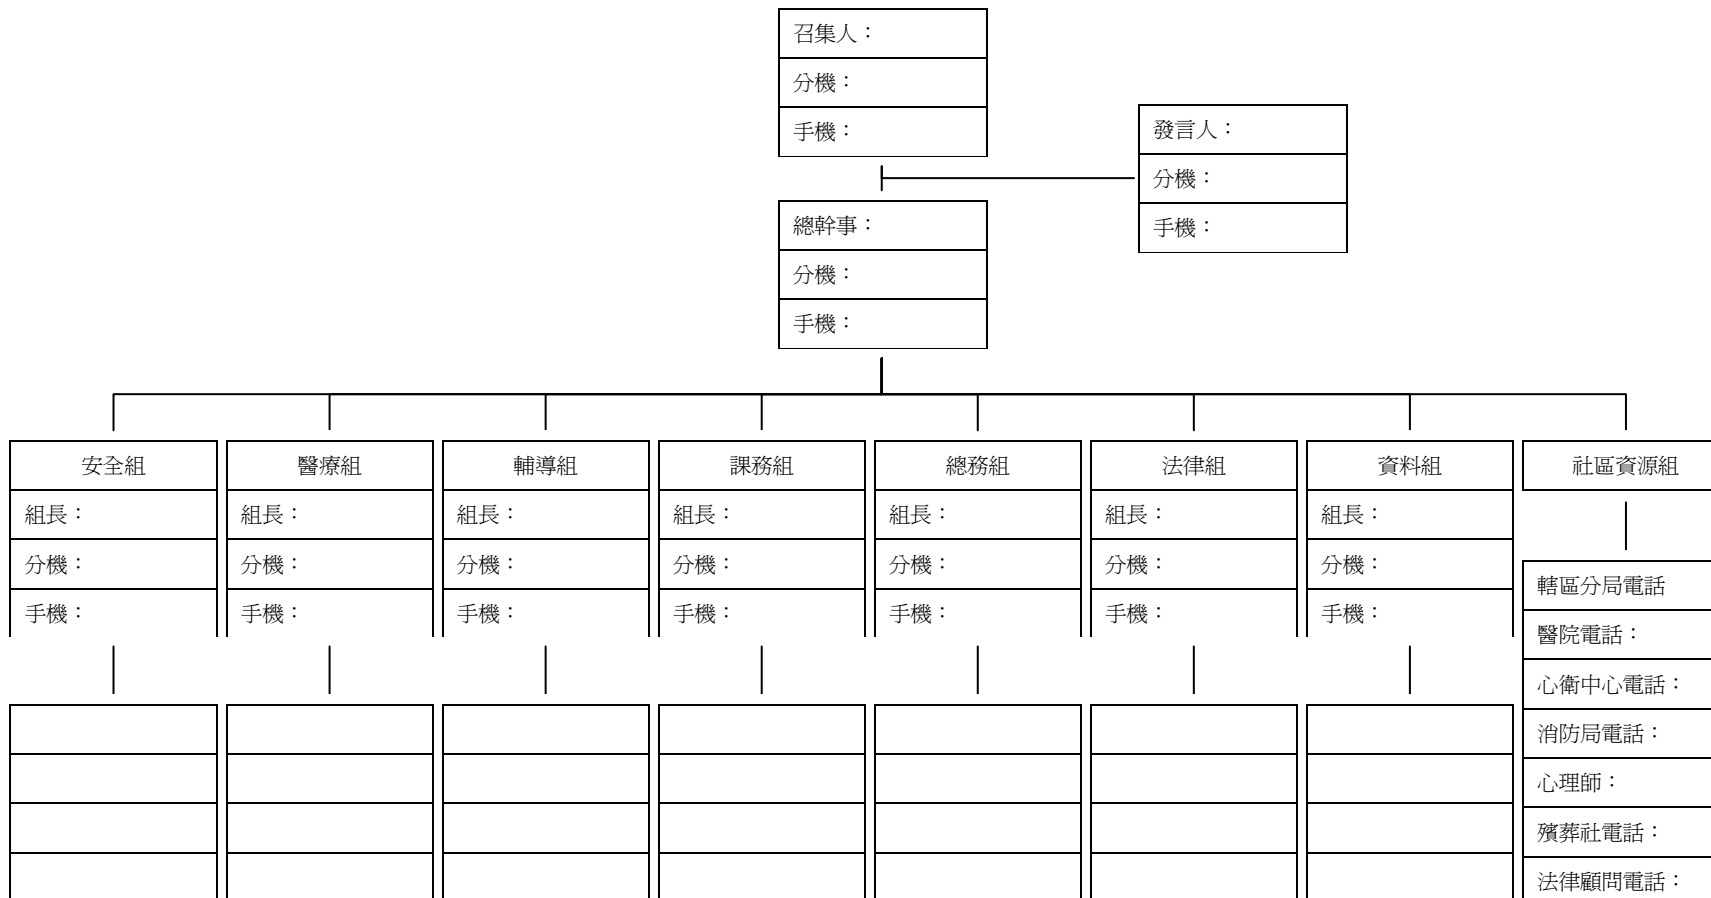 召集人：
分機：
手機：
發言人：
分機：
手機：
總幹事：
分機：
手機：
安全組
組長：
分機：
手機：
醫療組
組長：
分機：
手機：
輔導組
組長：
分機：
手機：
課務組
組長：
分機：
手機：
總務組
組長：
分機：
手機：
法律組
組長：
分機：
手機：
資料組
組長：
分機：
手機：
社區資源組
轄區分局電話
醫院電話：
心衛中心電話：
消防局電話：
心理師：
殯葬社電話：
法律顧問電話：